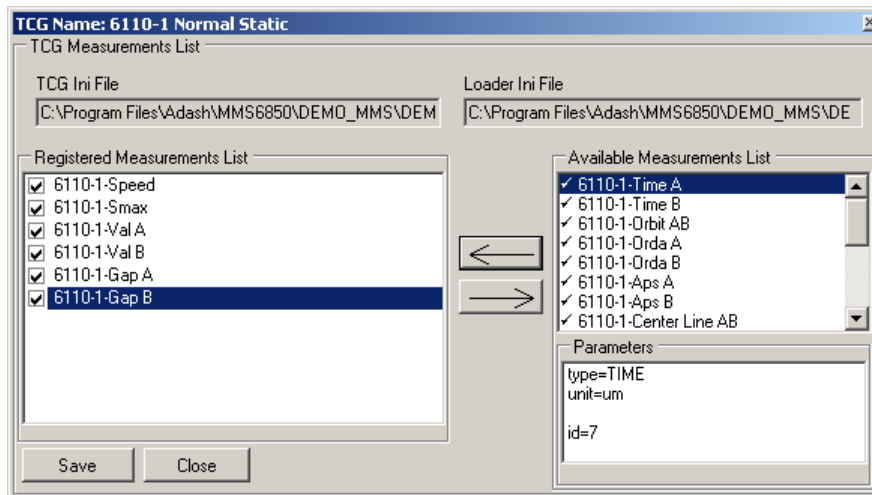 TCG Name: 6110-1 Normal Static
TCG Measurements List
TCG Ini File
Loader Ini File
C:\Program Files\Adash\MMS6850\DEMO_MMS\DEM
C:\Program Files\Adash\MMS6850\DEMO_MMS\DE
Registered Measurements List
6110-1-Speed
6110-1-Smax
6110-1-Val A
6110-1-Val B
6110-1-Gap A
6110-1-Gap B
Available Measurements List
6110-1-Time A
6110-1-Time B
6110-1-Orbit AB
6110-1-Orda A
6110-1-Orda B
6110-1-Aps A
6110-1-Aps B
6110-1-Center Line AB
Parameters
type=TIME
unit=um
id=7
Save
Close